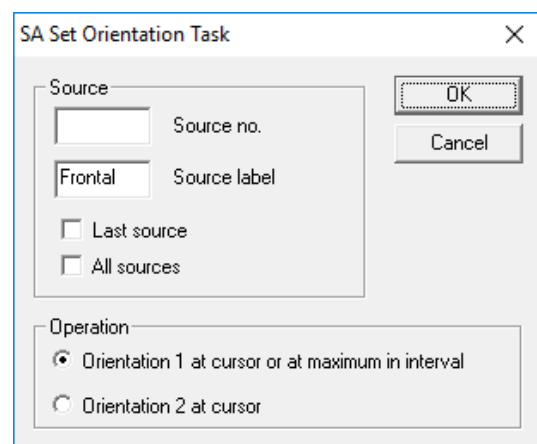 SA Set Orientation Task
Source
Source no.
Frontal Source label
Last source
All sources
OK
Cancel
Operation
Orientation 1 at cursor or at maximum in interval
Orientation 2 at cursor